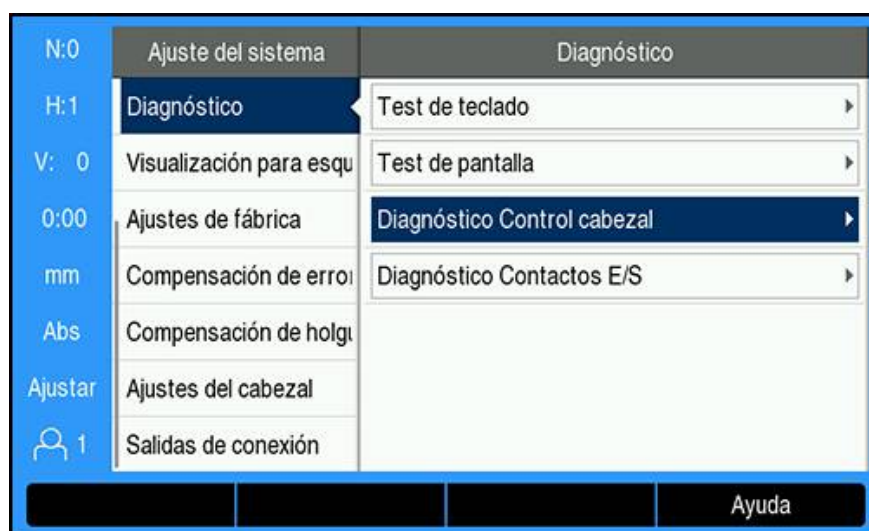 N:0
Ajuste del sistema
Diagnóstico
H:1
Diagnóstico
Test de teclado
V: 0
Visualización para esqu
Test de pantalla
0:00
Ajustes de fábrica
Diagnóstico Control cabezal
mm
Compensación de error
Diagnóstico Contactos E/S
Abs
Compensación de holgu
Ajustar
Ajustes del cabezal
1
Salidas de conexión
Ayuda